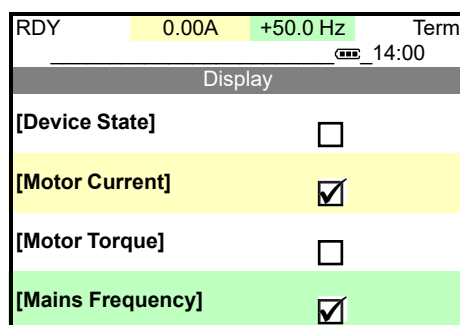 RDY 0.00A +50.0 Hz Term
14:00
Display
[Device State]
[Motor Current]
[Motor Torque]
[Mains Frequency]